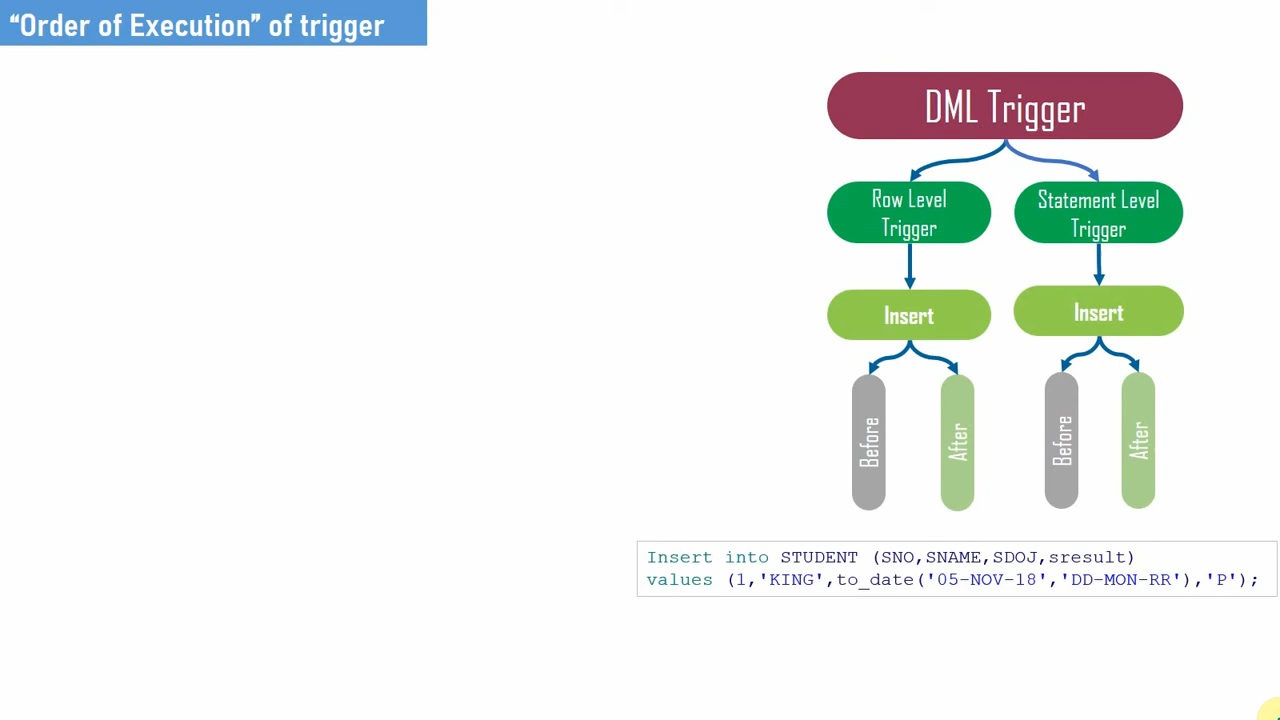 “Order of Execution” of trigger
DML Trigger
Row Level
Trigger
Statement Level
Trigger
Insert
Insert
Before
After
Before
After
Insert into STUDENT (SNO,SNAME,SDOJ,sresult)
values (1,'KING',to_date('05-NOV-18','DD-MON-RR'),'P');